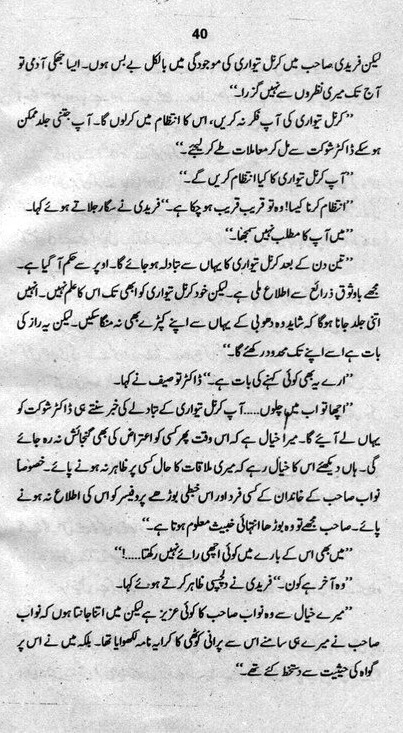 40
لیکن فریدی صاحب میں کرنل تیواری کی موجودگی میں بالکل بے بس ہوں۔ ایسا جھکی آدمی تو
آج تک میری نظروں سے نہیں گزرا۔‘‘
’’کرنل تیواری کی آپ فکر نہ کریں، اس کا انتظام میں کرلوں گا۔ آپ جتنی جلد ممکن
ہوسکے ڈاکٹر شوکت سے مل کر معاملات طے کرلیجئے۔‘‘
’’آپ کرنل تیواری کا کیا انتظام کریں گے۔‘‘
’’انتظام کرنا کیسا! وہ تو قریب قریب ہوچکا ہے۔‘‘ فریدی نے سگار جلاتے ہوئے کہا۔
’’میں آپ کا مطلب نہیں سمجھا۔‘‘
’’تین دن کے بعد کرنل تیواری کا یہاں سے تبادلہ ہوجائے گا۔ اوپر سے حکم آگیا ہے۔
مجھے باوثوق ذرائع سے اطلاع ملی ہے۔ لیکن خود کرنل تیواری کو ابھی تک اس کا علم نہیں۔ انہیں
اتنی جلد جانا ہوگا کہ شاید وہ دھوبی کے یہاں سے اپنے کپڑے بھی نہ منگاسکیں۔ لیکن یہ راز کی
بات ہے اسے اپنے تک محدود رکھئے گا۔‘‘
’’ارے یہ بھی کوئی کہنے کی بات ہے۔‘‘ ڈاکٹر توصیف نے کہا۔
’’اچھا تو اب میں چلوں..... آپ کرنل تیواری کے تبادلے کی خبر سنتے ہی ڈاکٹر شوکت کو
یہاں لے آئیے گا۔ میرا خیال ہے کہ اس وقت پھر کسی کو اعتراض کی بھی گنجائش نہ رہ جائے
گی۔ ہاں دیکھئے اس کا خیال رہے کہ میری ملاقات کا حال کسی پر ظاہر نہ ہونے پائے۔ خصوصاً
نواب صاحب کے خاندان کے کسی فرد اور اس خبطی بوڑھے پروفیسر کو اس کی اطلاع نہ ہونے
پائے۔ صاحب مجھے تو وہ بوڑھا انتہائی خبیث معلوم ہوتا ہے۔‘‘
’’میں بھی اس کے بارے میں کوئی اچھی رائے نہیں رکھتا.....!‘‘
’’وہ آخر ہے کون۔‘‘ فریدی نے دلچسپی ظاہر کرتے ہوئے کہا۔
’’میرے خیال سے وہ نواب صاحب کا کوئی عزیز ہے لیکن میں اتنا جانتا ہوں کہ نواب
صاحب نے میرے ہی سامنے اس سے پرانی کوٹھی کا کرایہ نامہ لکھوایا تھا۔ بلکہ میں نے اس پر
گواہ کی حیثیت سے دستخط کئے تھے۔‘‘